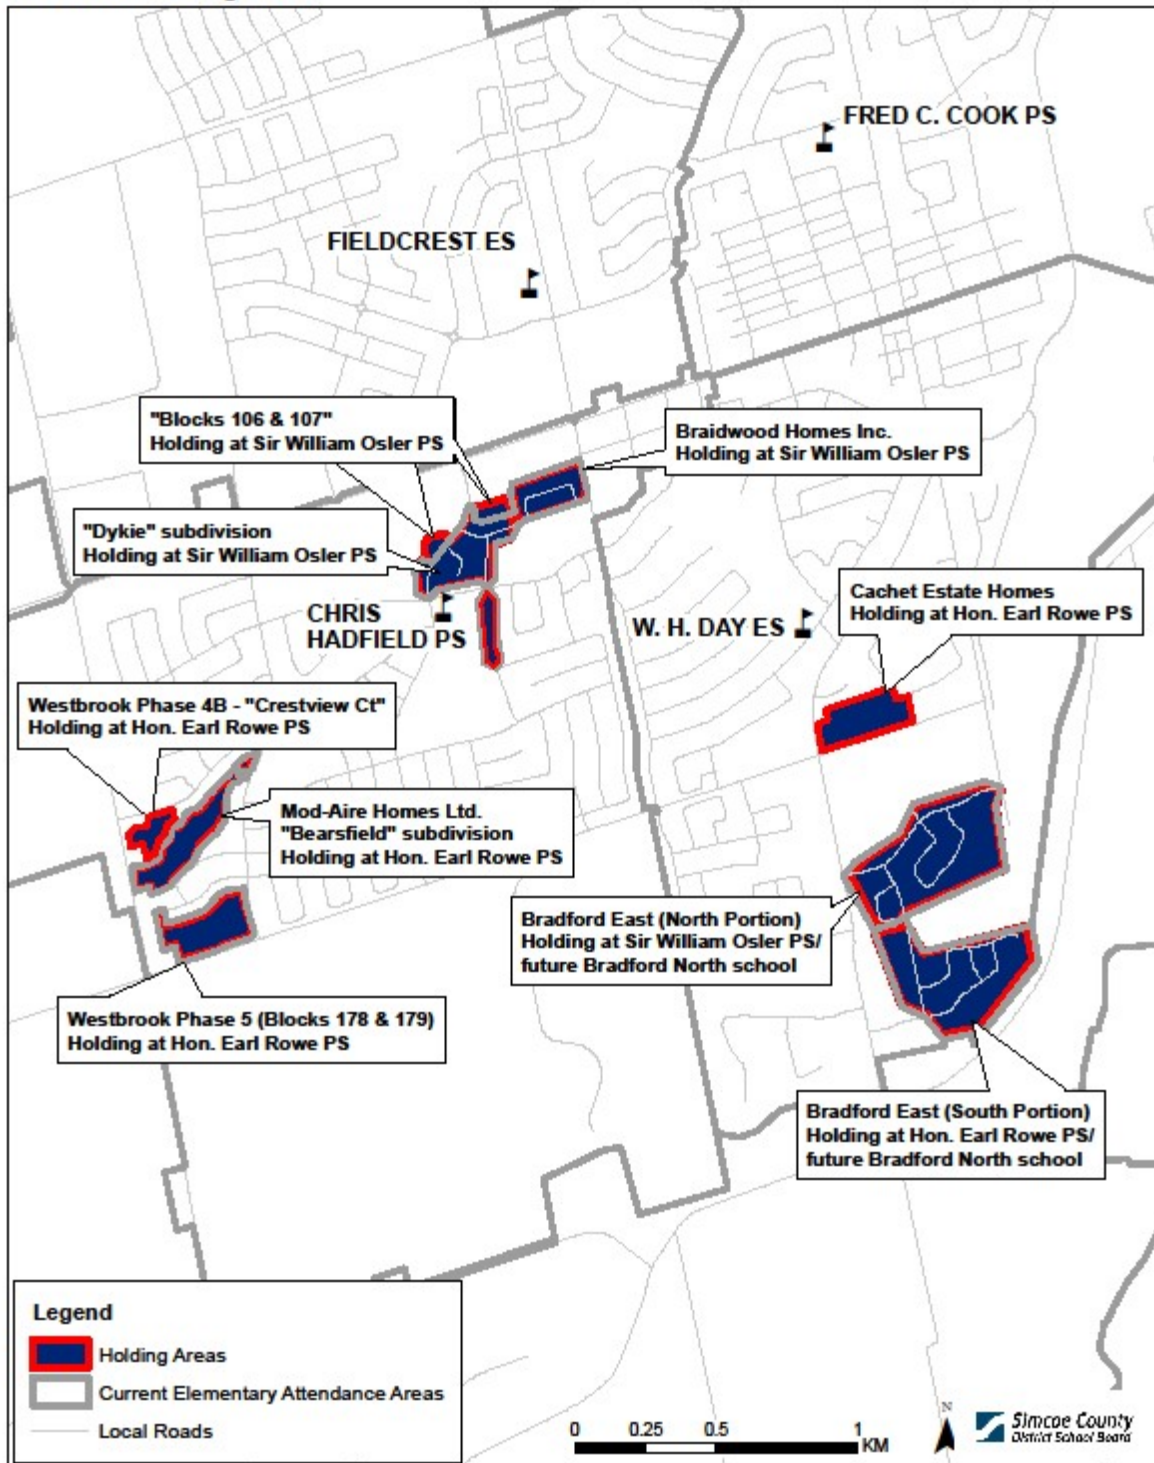 FRED C. COOK PS
FIELDCREST ES
"Blocks 106 & 107"
Holding at Sir William Osler PS
Braidwood Homes Inc.
Holding at Sir William Osler PS
"Dykie" subdivision
Holding at Sir William Osler PS
CHRIS
HADFIELD PS
W. H. DAY ES
Cachet Estate Homes
Holding at Hon. Earl Rowe PS
Westbrook Phase 4B - "Crestview Ct"
Holding at Hon. Earl Rowe PS
Mod-Aire Homes Ltd.
"Bearsfield" subdivision
Holding at Hon. Earl Rowe PS
Bradford East (North Portion)
Holding at Sir William Osler PS/
future Bradford North school
Westbrook Phase 5 (Blocks 178 & 179)
Holding at Hon. Earl Rowe PS
Bradford East (South Portion)
Holding at Hon. Earl Rowe PS/
future Bradford North school
Legend
Holding Areas
Current Elementary Attendance Areas
Local Roads
0 0.25 0.5 1
KM
N
Simcoe County
District School Board